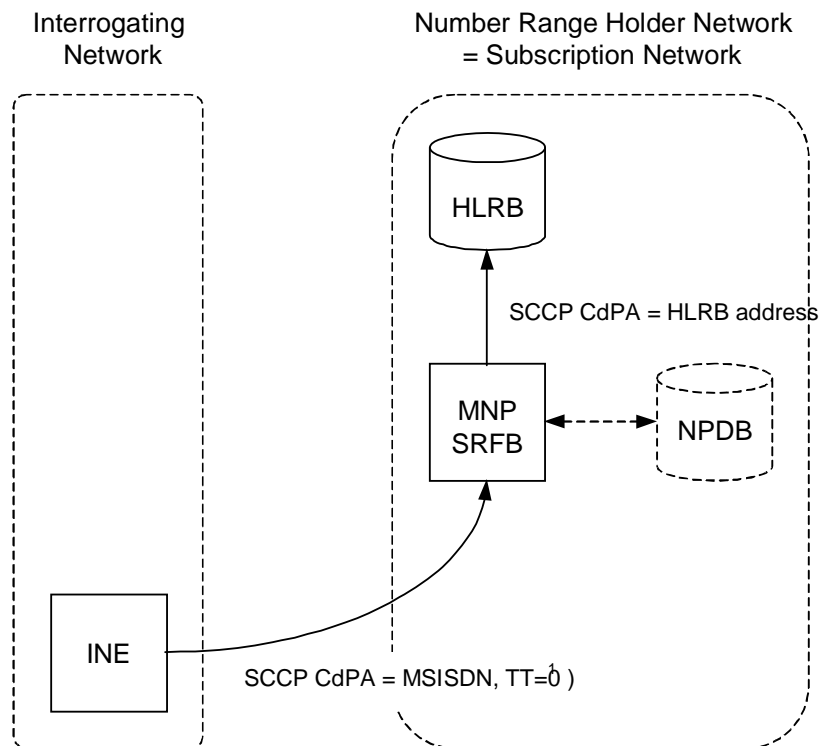 Interrogating
Network
Number Range Holder Network
= Subscription Network
HLRB
SCCP CdPA = HLRB address
MNP
SRFB
NPDB
INE
SCCP CdPA = MSISDN, TT=0 1)